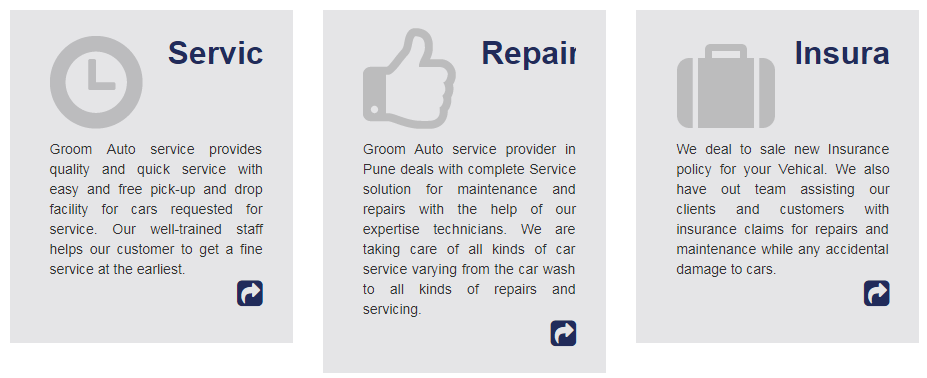 Servic
Groom Auto service provides
quality and quick service with
easy and free pick-up and drop
facility for cars requested for
service. Our well-trained staff
helps our customer to get a fine
service at the earliest.
Repair
Groom Auto service provider in
Pune deals with complete Service
solution for maintenance and
repairs with the help of our
expertise technicians. We are
taking care of all kinds of car
service varying from the car wash
to all kinds of repairs and
servicing.
Insura
We deal to sale new Insurance
policy for your Vehical. We also
have out team assisting our
clients and customers with
insurance claims for repairs and
maintenance while any accidental
damage to cars.